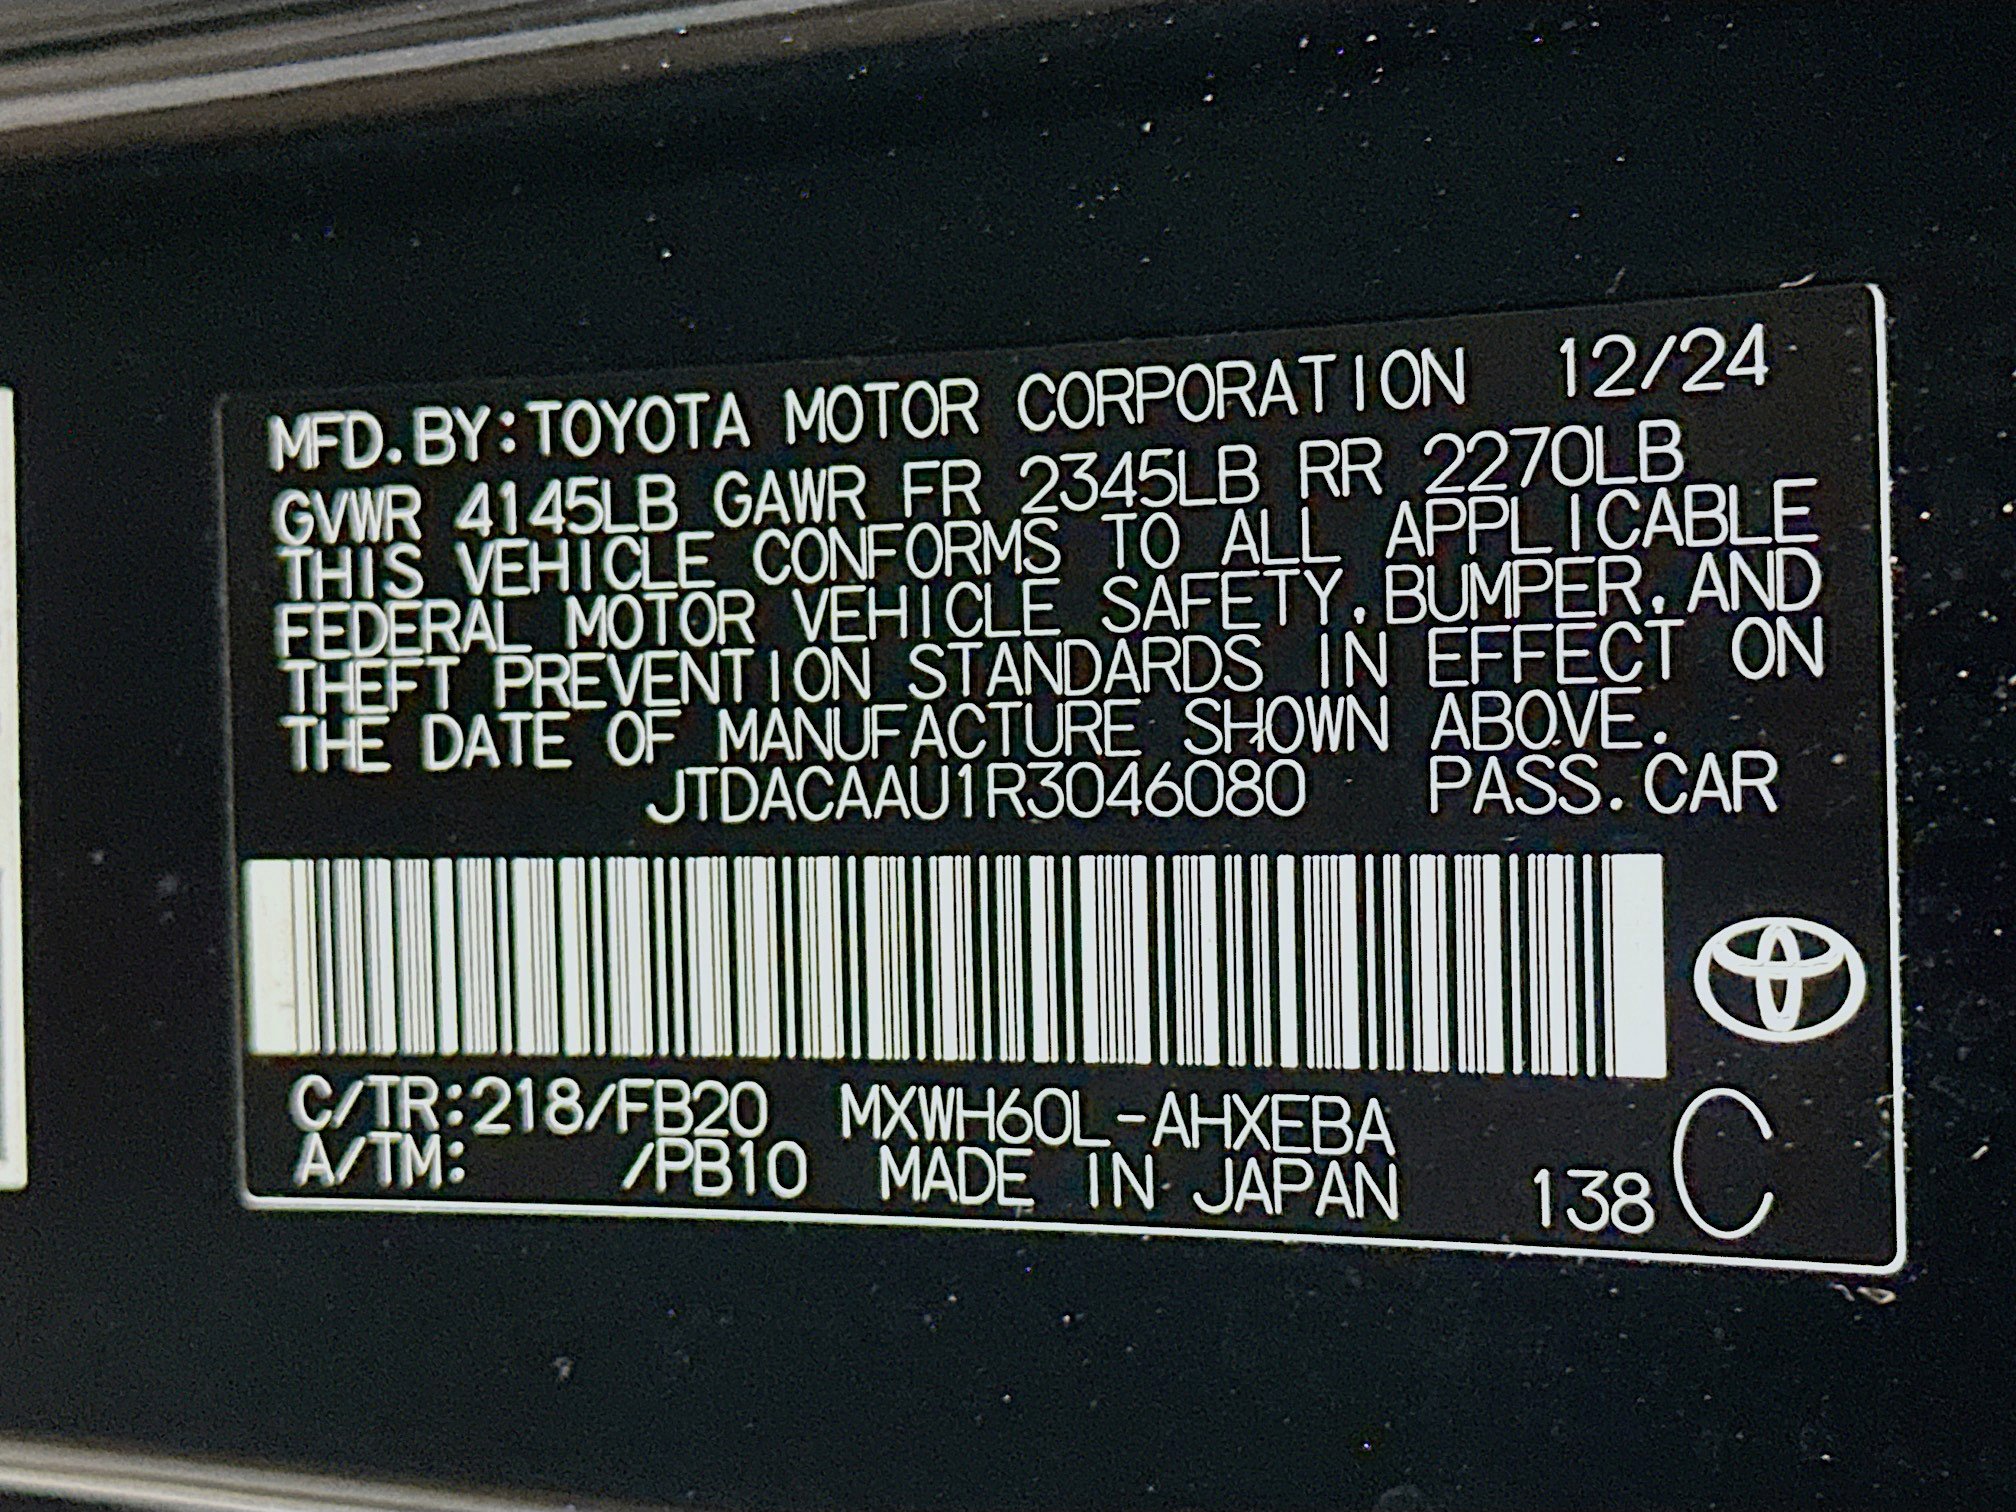 MFD.BY:TOYOTA MOTOR CORPORATION 12/24
GVWR 4145LB GAWR FR 2345LB RR 2270LB
THIS VEHICLE CONFORMS TO ALL APPLICABLE
FEDERAL MOTOR VEHICLE SAFETY,BUMPER,AND
THEFT PREVENTION STANDARDS IN EFFECT ON
THE DATE OF MANUFACTURE SHOWN ABOVE.
JTDACAAU1R3046080 PASS.CAR
C/TR:218/FB20 MXWH60L-AHXEBA
A/TM: /PB10 MADE IN JAPAN 138 C